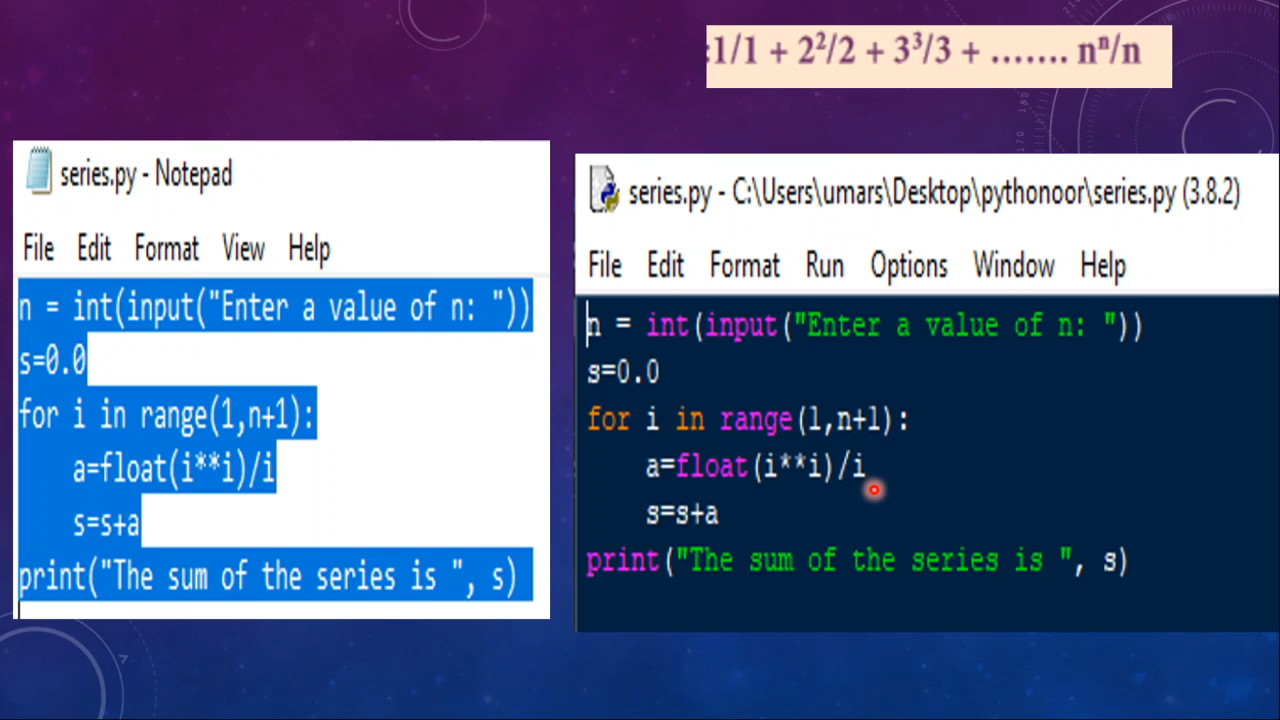 :1/1 + 2²/2 + 3³/3 + ....... nⁿ/n
series.py - Notepad
File Edit Format View Help
n = int(input("Enter a value of n: "))
s=0.0
for i in range(1,n+1):
    a=float(i**i)/i
    s=s+a
print("The sum of the series is ", s)
series.py - C:\Users\umars\Desktop\pythonoor\series.py (3.8.2)
File Edit Format Run Options Window Help
n = int(input("Enter a value of n: "))
s=0.0
for i in range(1,n+1):
    a=float(i**i)/i
    s=s+a
print("The sum of the series is ", s)